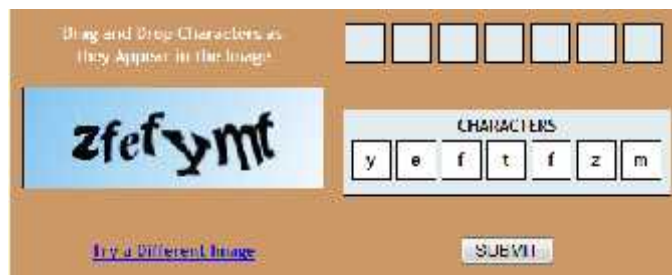 Drag and Drop Characters as
they Appear in the Image
zfefymt
CHARACTERS
y e f t f z m
Try a Different Image
SUBMIT